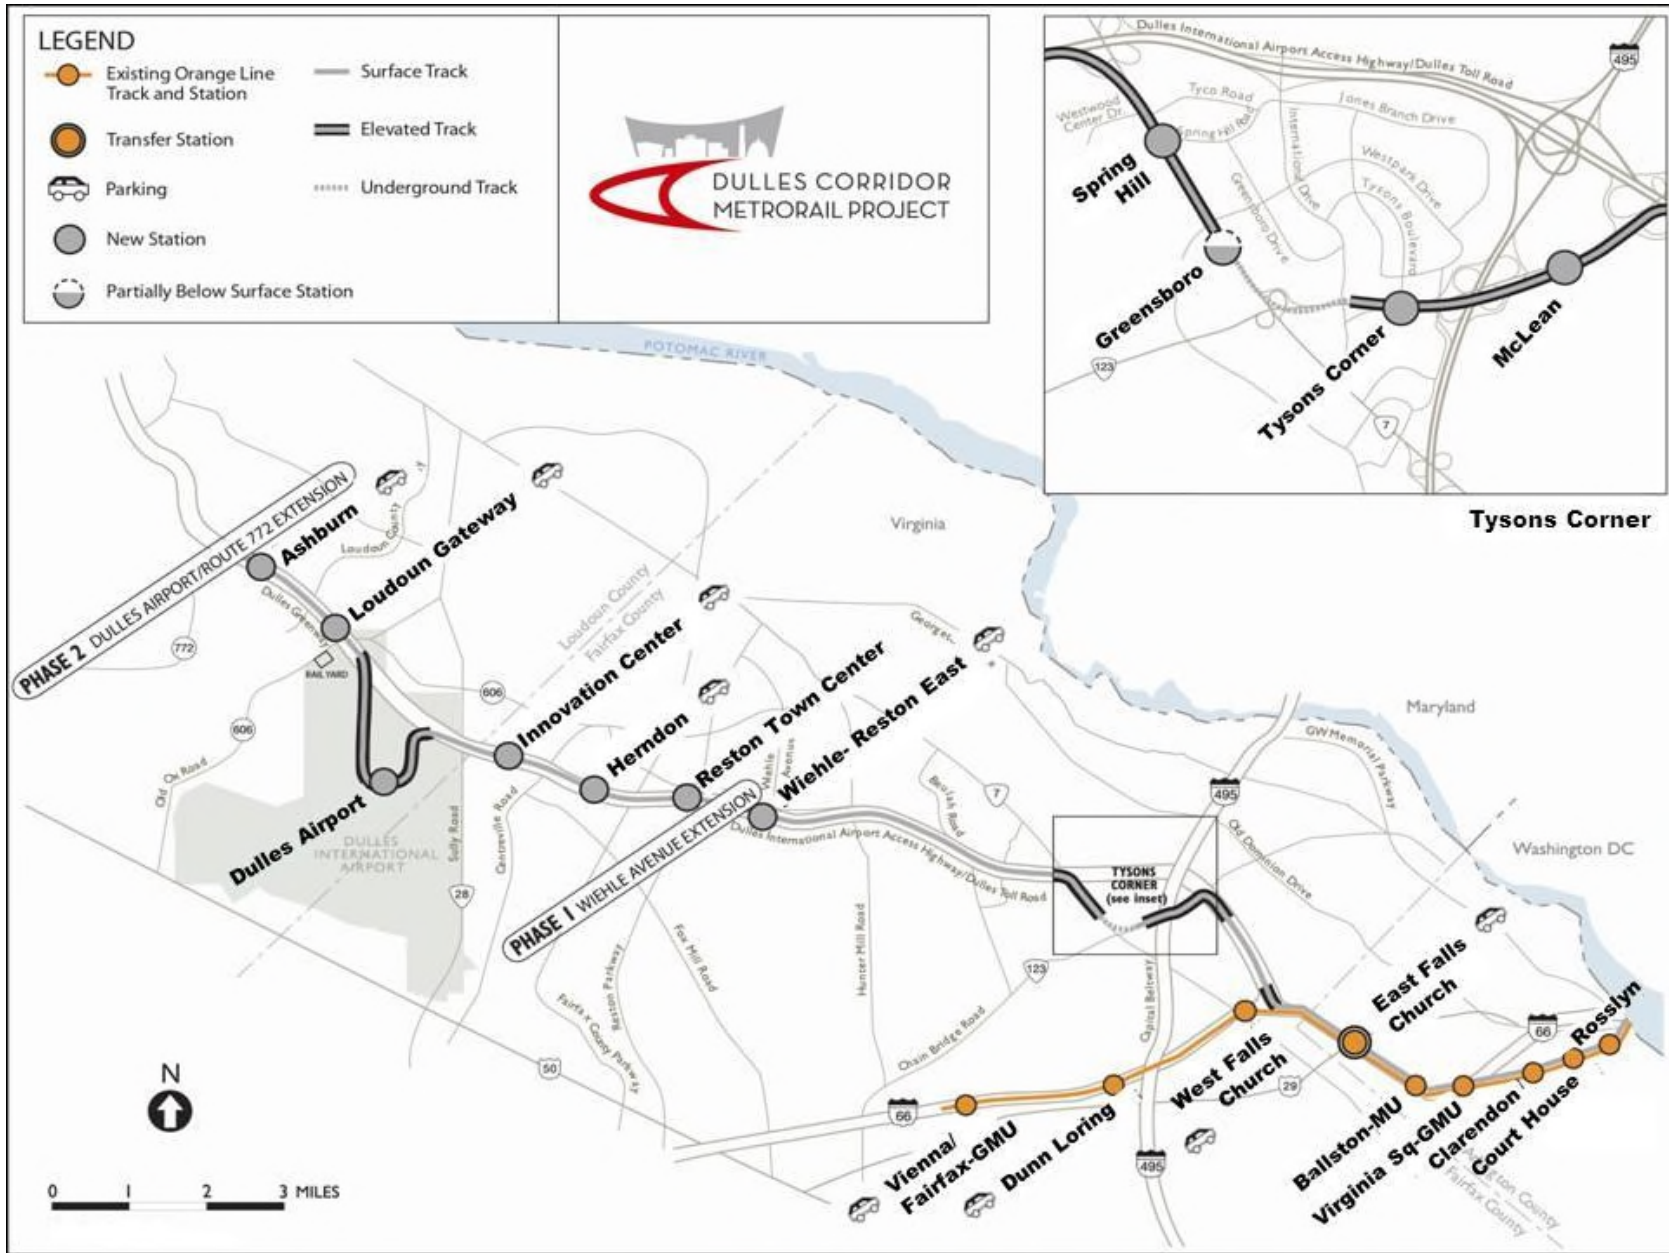 LEGEND
Existing Orange Line
Track and Station
Transfer Station
Parking
New Station
Partially Below Surface Station
Surface Track
Elevated Track
Underground Track
DULLES CORRIDOR
METRORAIL PROJECT
Dulles International Airport Access Highway/Dulles Toll Road
495
Westwood
Center Dr.
Tyco Road
Spring Hill Road
International Drive
Jones Branch Drive
Westpark Drive
Tysons Boulevard
Greensboro Drive
Spring
Hill
Greensboro
Tysons Corner
McLean
123
7
Tysons Corner
POTOMAC RIVER
Virginia
Maryland
Washington DC
PHASE 2 DULLES AIRPORT/ROUTE 772 EXTENSION
Ashburn
Loudoun County
Loudoun Gateway
Dulles Greenway
772
RAIL YARD
606
606
Old Ox Road
Loudoun County
Fairfax County
Innovation Center
Herndon
Reston Town Center
Wiehle
Avenue
Wiehle- Reston East
Georget
Dulles Airport
DULLES
INTERNATIONAL
AIRPORT
Sully Road
28
Centreville Road
PHASE I WIEHLE AVENUE EXTENSION
Dulles International Airport Access Highway/Dulles Toll Road
Beulah Road
7
TYSONS
CORNER
(see inset)
495
GW Memorial Parkway
Old Dominion Drive
Fox Mill Road
Reston Parkway
Fairfax County Parkway
Hunter Mill Road
123
Chain Bridge Road
Capital Beltway
50
66
East Falls
Church
66
Rosslyn
29
West Falls
Church
Vienna/
Fairfax-GMU
Dunn Loring
495
Ballston-MU
Virginia Sq-GMU
Clarendon
Court House
Arlington County
Fairfax County
N
0 1 2 3 MILES